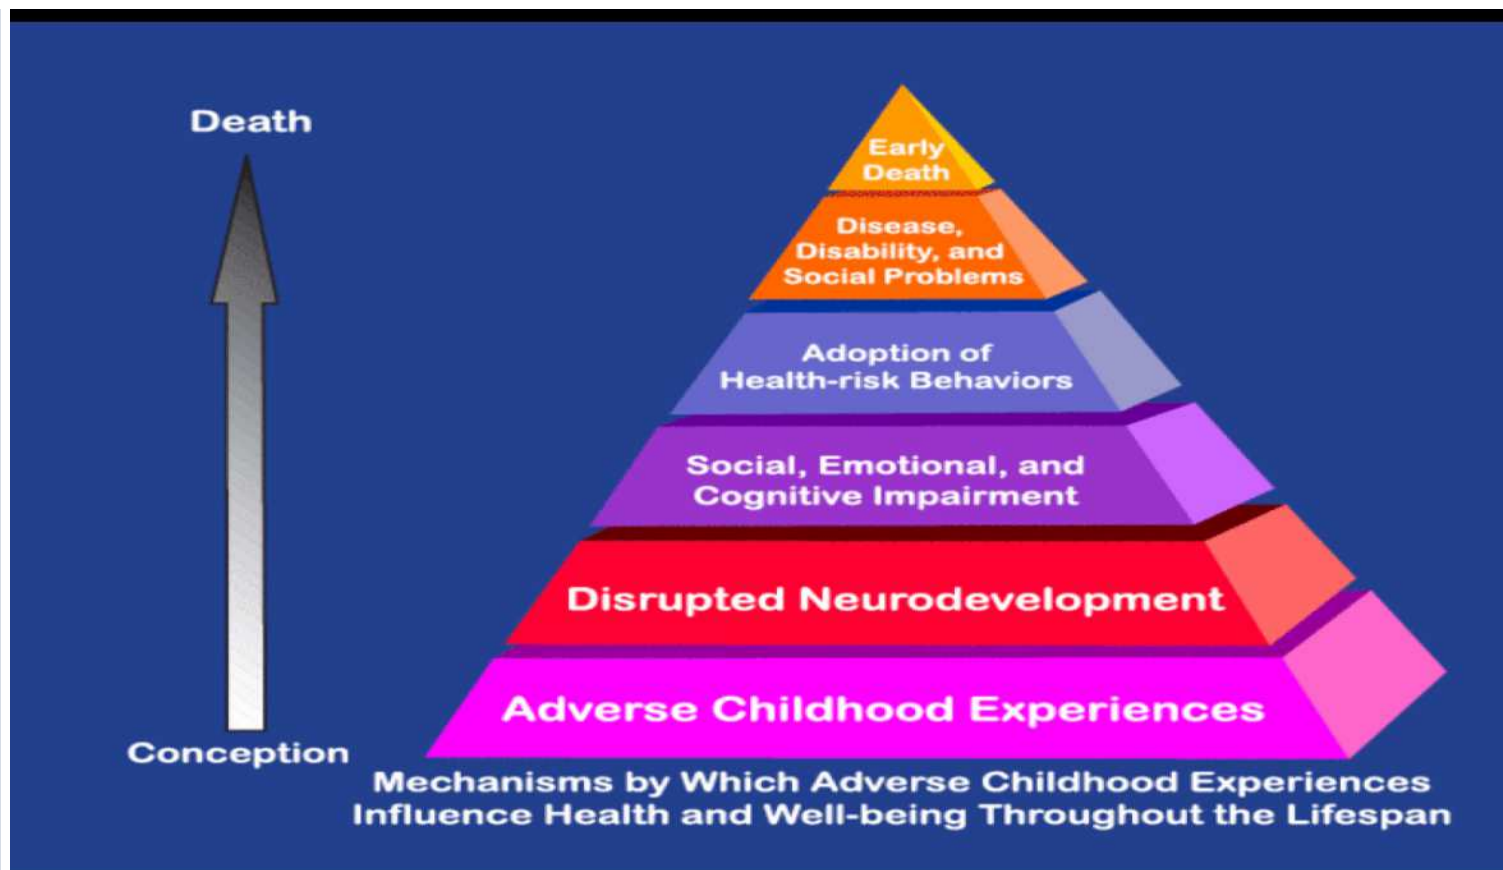 Death
Conception
Early
Death
Disease,
Disability, and
Social Problems
Adoption of
Health-risk Behaviors
Social, Emotional, and
Cognitive Impairment
Disrupted Neurodevelopment
Adverse Childhood Experiences
Mechanisms by Which Adverse Childhood Experiences
Influence Health and Well-being Throughout the Lifespan